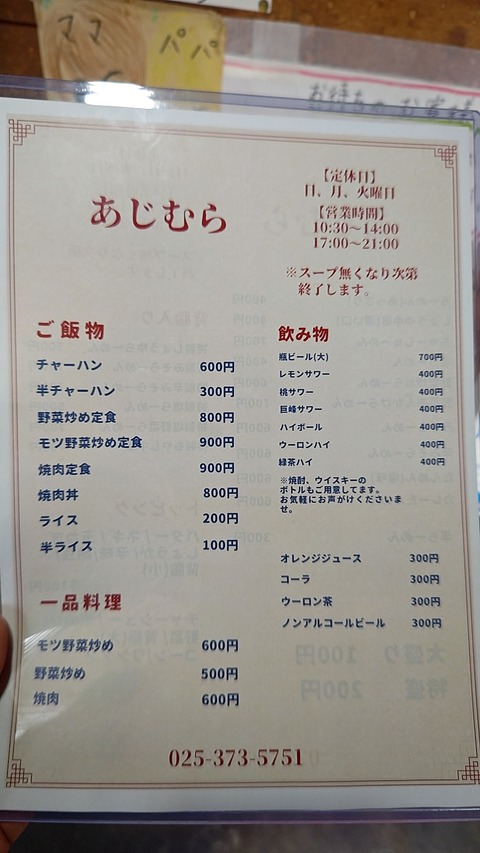 ママ
パパ
お待ちの お客様
あじむら
【定休日】
日、月、火曜日
【営業時間】
10:30～14:00
17:00～21:00
※スープ無くなり次第
終了します。
ご飯物
チャーハン 600円
半チャーハン 300円
野菜炒め定食 800円
モツ野菜炒め定食 900円
焼肉定食 900円
焼肉丼 800円
ライス 200円
半ライス 100円
一品料理
モツ野菜炒め 600円
野菜炒め 500円
焼肉 600円
飲み物
瓶ビール(大) 700円
レモンサワー 400円
桃サワー 400円
巨峰サワー 400円
ハイボール 400円
ウーロンハイ 400円
緑茶ハイ 400円
※焼酎、ウイスキーの
ボトルもご用意してます。
お気軽にお声がけくださいま
せ。
オレンジジュース 300円
コーラ 300円
ウーロン茶 300円
ノンアルコールビール 300円
025-373-5751